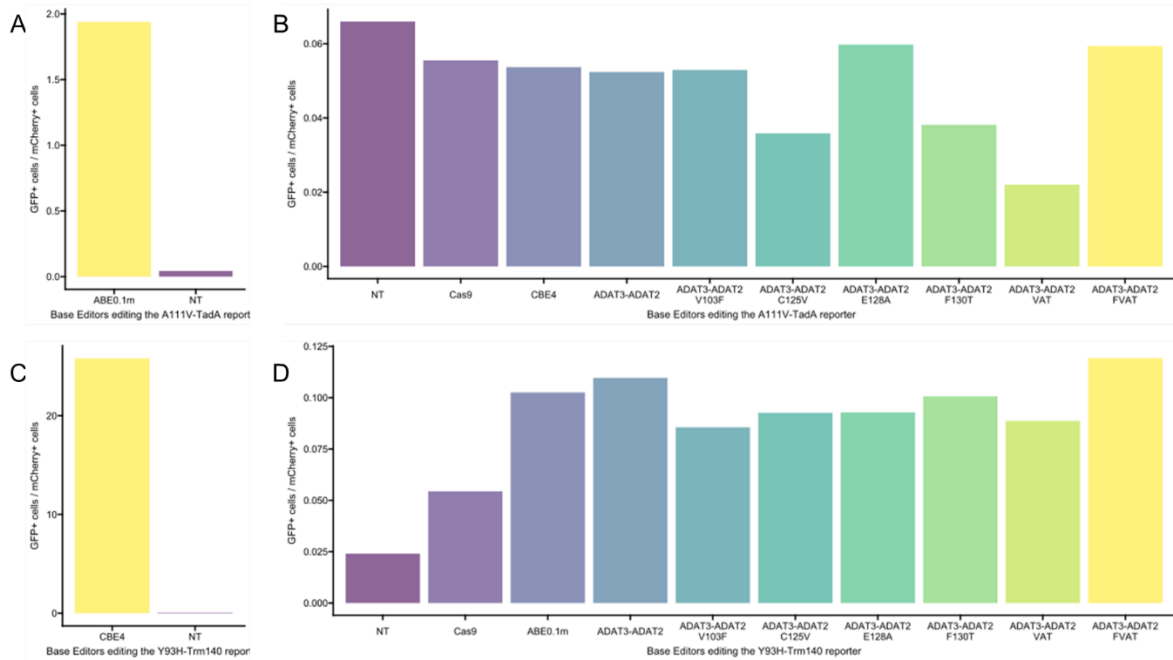 A
GFP+ cells / mCherry+ cells
2.0
1.5
1.0
0.5
0.0
ABE0.1m NT
Base Editors editing the A111V-TadA report
B
GFP+ cells / mCherry+ cells
0.06
0.04
0.02
0.00
NT Cas9 CBE4 ADAT3-ADAT2 ADAT3-ADAT2 ADAT3-ADAT2 ADAT3-ADAT2 ADAT3-ADAT2 ADAT3-ADAT2 ADAT3-ADAT2
V103F C125V E128A F130T VAT FVAT
Base Editors editing the A111V-TadA reporter
C
GFP+ cells / mCherry+ cells
20
10
0
CBE4 NT
Base Editors editing the Y93H-Trm140 report
D
GFP+ cells / mCherry+ cells
0.125
0.100
0.075
0.050
0.025
0.000
NT Cas9 ABE0.1m ADAT3-ADAT2 ADAT3-ADAT2 ADAT3-ADAT2 ADAT3-ADAT2 ADAT3-ADAT2 ADAT3-ADAT2 ADAT3-ADAT2
V103F C125V E128A F130T VAT FVAT
Base Editors editing the Y93H-Trm140 reporter